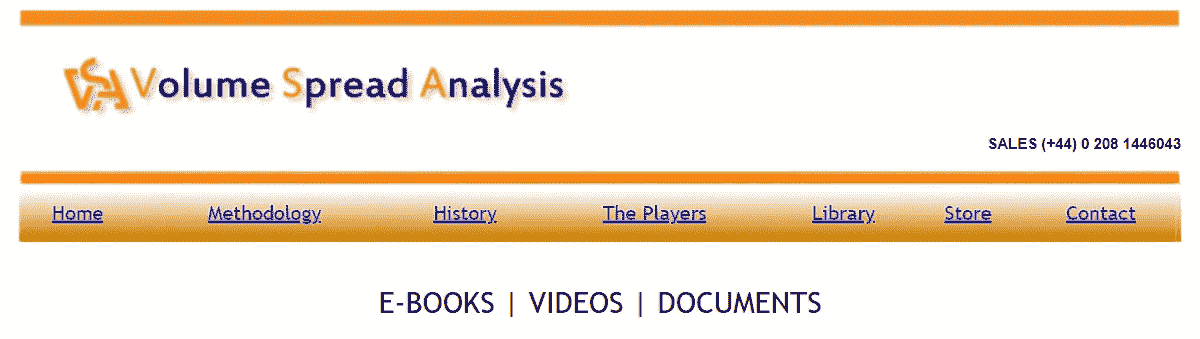 VSA Volume Spread Analysis
SALES (+44) 0 208 1446043
Home Methodology History The Players Library Store Contact
E-BOOKS | VIDEOS | DOCUMENTS